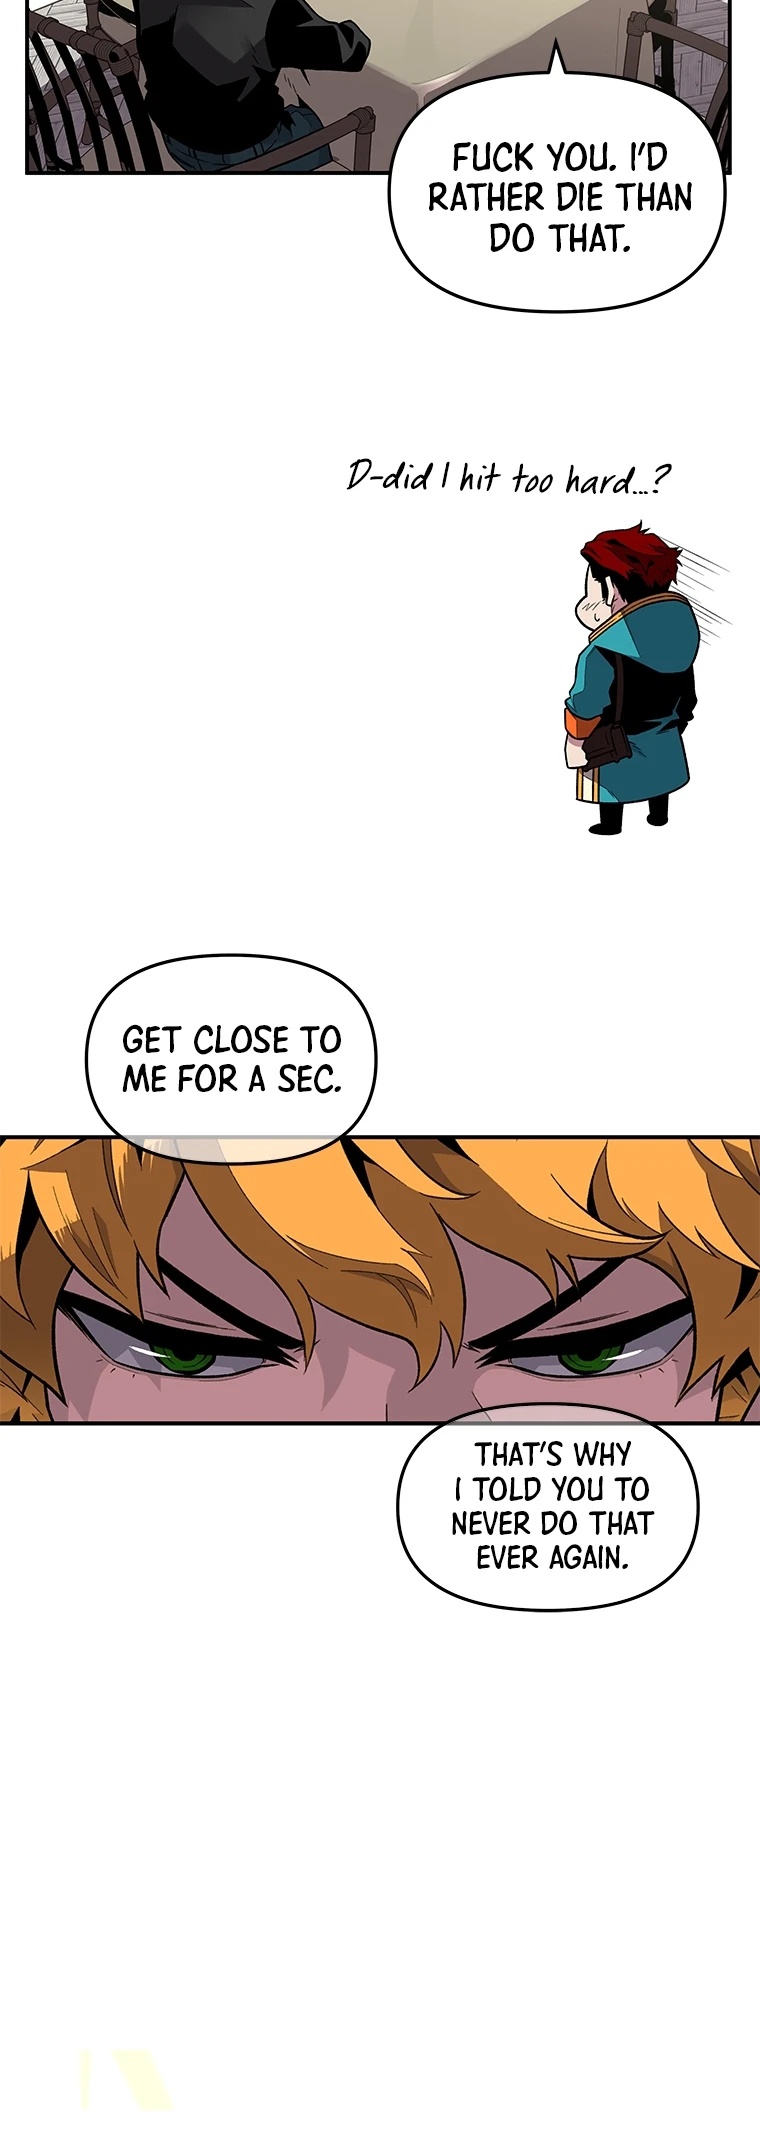 FUCK YOU. I'D
RATHER DIE THAN
DO THAT.
D-did I hit too hard...?
GET CLOSE TO
ME FOR A SEC.
THAT'S WHY
I TOLD YOU TO
NEVER DO THAT
EVER AGAIN.